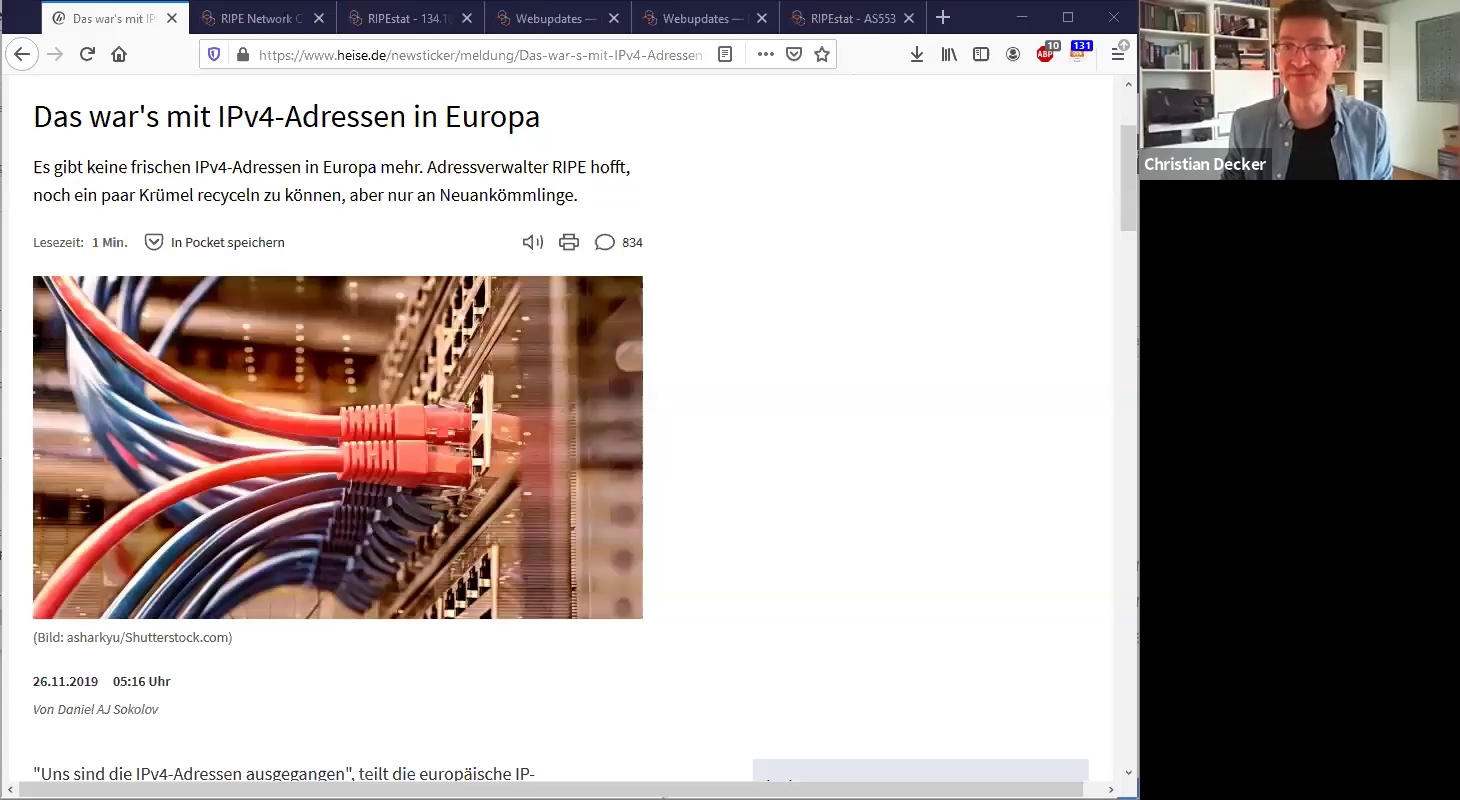 Das war's mit IP
RIPE Network C
RIPEstat - 134.1
Webupdates —
Webupdates —
RIPEstat - AS553
https://www.heise.de/newsticker/meldung/Das-war-s-mit-IPv4-Adressen
10
131
ABP
Das war's mit IPv4-Adressen in Europa
Es gibt keine frischen IPv4-Adressen in Europa mehr. Adressverwalter RIPE hofft,
noch ein paar Krümel recyceln zu können, aber nur an Neuankömmlinge.
Lesezeit: 1 Min. In Pocket speichern 834
(Bild: asharkyu/Shutterstock.com)
26.11.2019 05:16 Uhr
Von Daniel AJ Sokolov
"Uns sind die IPv4-Adressen ausgegangen", teilt die europäische IP-
Christian Decker